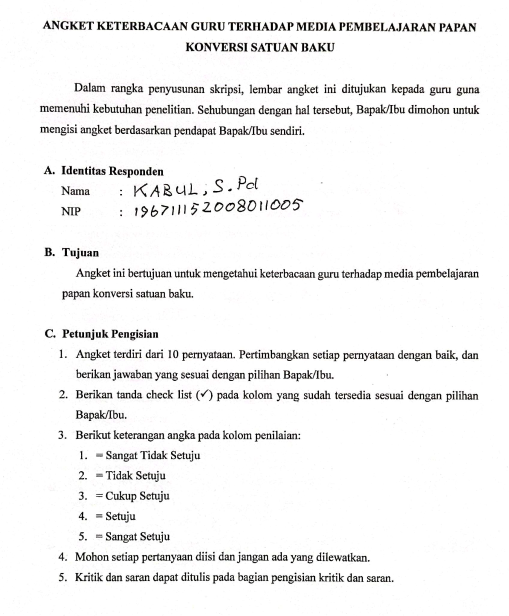 ANGKET KETERBACAAN GURU TERHADAP MEDIA PEMBELAJARAN PAPAN
KONVERSI SATUAN BAKU
Dalam rangka penyusunan skripsi, lembar angket ini ditujukan kepada guru guna
memenuhi kebutuhan penelitian. Sehubungan dengan hal tersebut, Bapak/Ibu dimohon untuk
mengisi angket berdasarkan pendapat Bapak/Ibu sendiri.
A. Identitas Responden
Nama : KABUL, S.Pd
NIP : 196711152008011005
B. Tujuan
Angket ini bertujuan untuk mengetahui keterbacaan guru terhadap media pembelajaran
papan konversi satuan baku.
C. Petunjuk Pengisian
1. Angket terdiri dari 10 pernyataan. Pertimbangkan setiap pernyataan dengan baik, dan
berikan jawaban yang sesuai dengan pilihan Bapak/Ibu.
2. Berikan tanda check list (✓) pada kolom yang sudah tersedia sesuai dengan pilihan
Bapak/Ibu.
3. Berikut keterangan angka pada kolom penilaian:
1. = Sangat Tidak Setuju
2. = Tidak Setuju
3. = Cukup Setuju
4. = Setuju
5. = Sangat Setuju
4. Mohon setiap pertanyaan diisi dan jangan ada yang dilewatkan.
5. Kritik dan saran dapat ditulis pada bagian pengisian kritik dan saran.